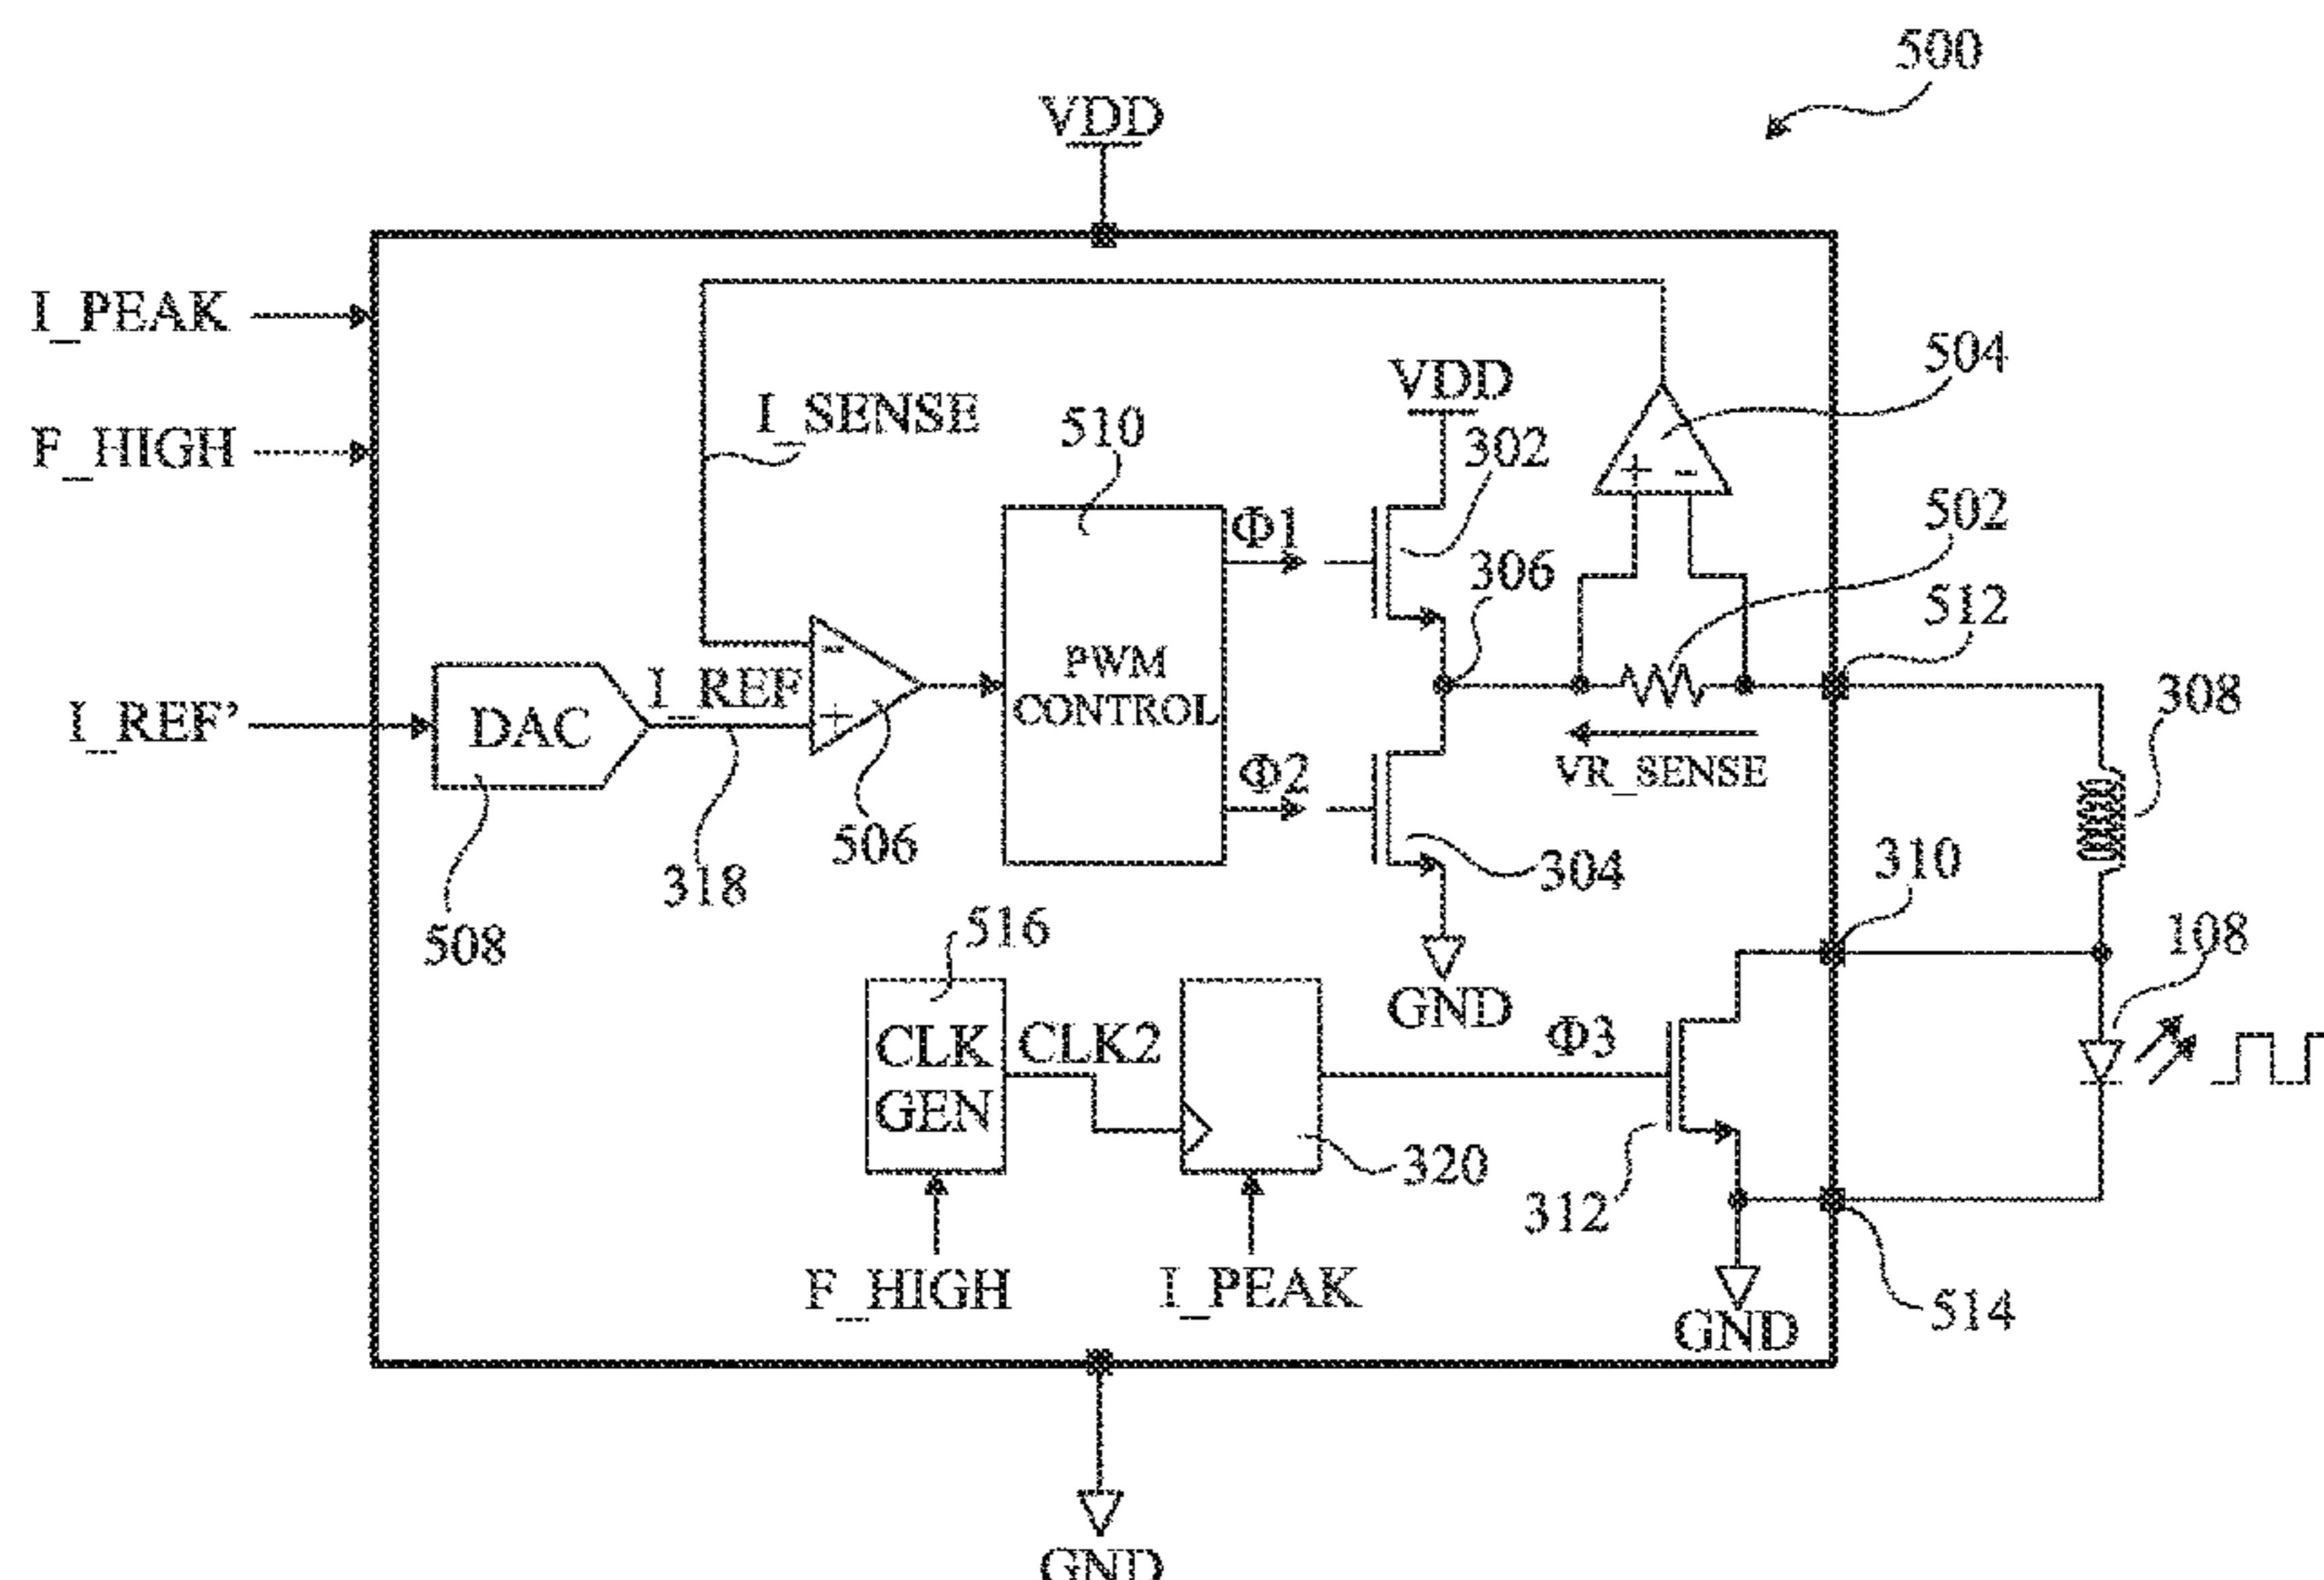 500
VDD
I_PEAK
504
VDD
I_SENSE
510
302
F_HIGH
502
Φ1
306
512
PWM
CONTROL
I_REF
308
I_REF’
DAC
VR_SENSE
Φ2
506
310
304
318
516
108
508
GND
Φ3
CLK
GEN
CLK2
320
312
F_HIGH
I_PEAK
514
GND
GND
+
-
-
+